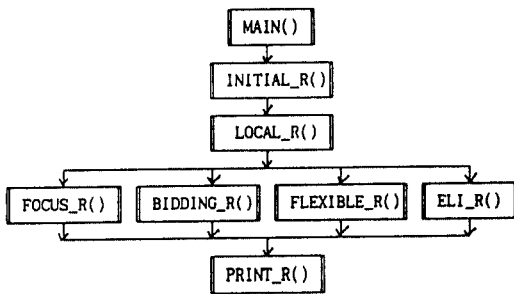 MAIN()
INITIAL_R()
LOCAL_R()
FOCUS_R() BIDDING_R() FLEXIBLE_R() ELI_R()
PRINT_R()